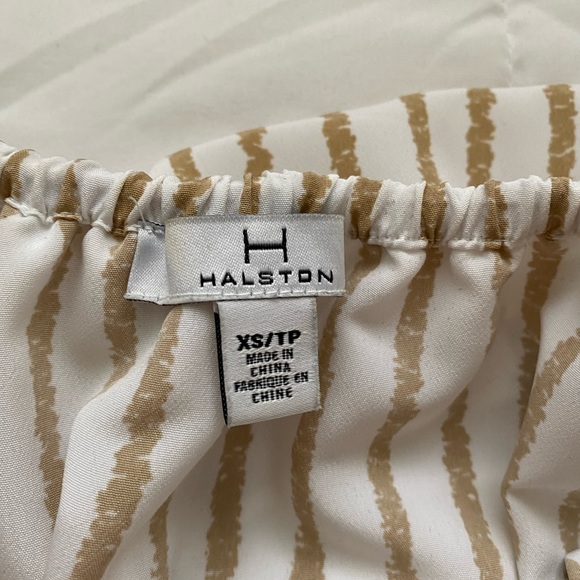 H
HALSTON
XS/TP
MADE IN
CHINA
FABRIQUE EN
CHINE